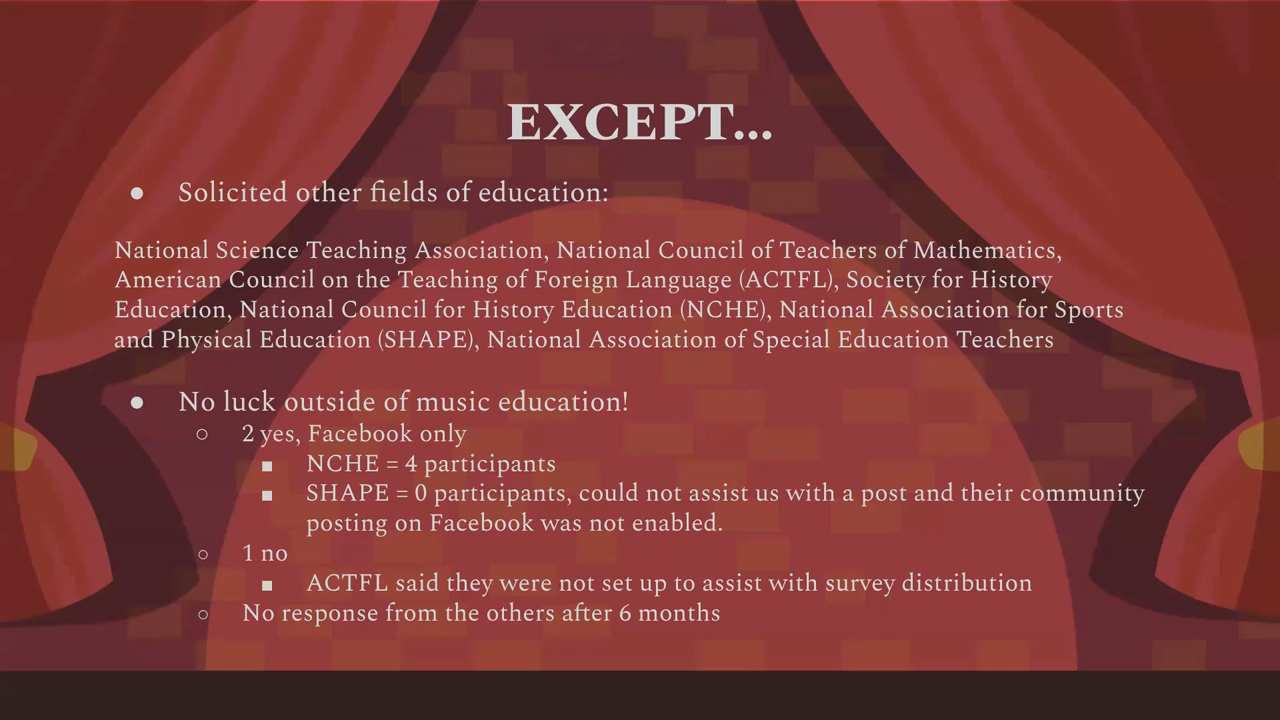 EXCEPT...
● Solicited other fields of education:
National Science Teaching Association, National Council of Teachers of Mathematics,
American Council on the Teaching of Foreign Language (ACTFL), Society for History
Education, National Council for History Education (NCHE), National Association for Sports
and Physical Education (SHAPE), National Association of Special Education Teachers
● No luck outside of music education!
○ 2 yes, Facebook only
■ NCHE = 4 participants
■ SHAPE = 0 participants, could not assist us with a post and their community
posting on Facebook was not enabled.
○ 1 no
■ ACTFL said they were not set up to assist with survey distribution
○ No response from the others after 6 months